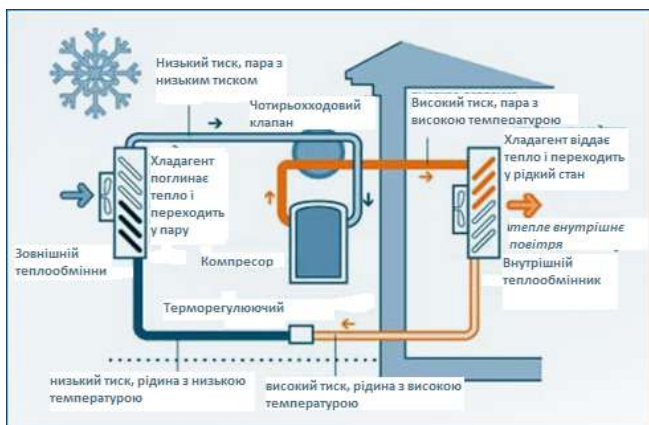 Низький тиск, пара з
низьким тиском
Чотирьохходовий
клапан
Високий тиск, пара з
високою температурою
Хладагент
поглинає
тепло і
переходить
у пару
Хладагент віддає
тепло і переходить
у рідкий стан
тепле внутрішнє
повітря
Зовнішній
теплообмінни
Компресор
Внутрішній
теплообмінник
Терморегулюючий
низький тиск, рідина з низькою
температурою
високий тиск, рідина з високою
температурою